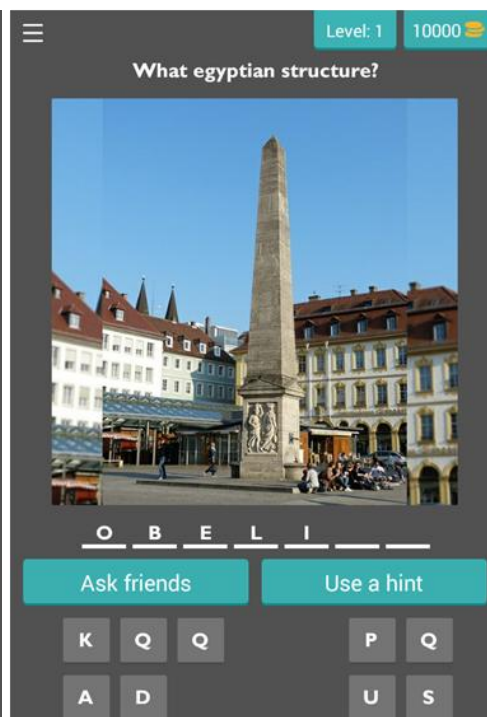 Level: 1 10000
What egyptian structure?
O B E L I
Ask friends Use a hint
K Q Q P Q
A D U S